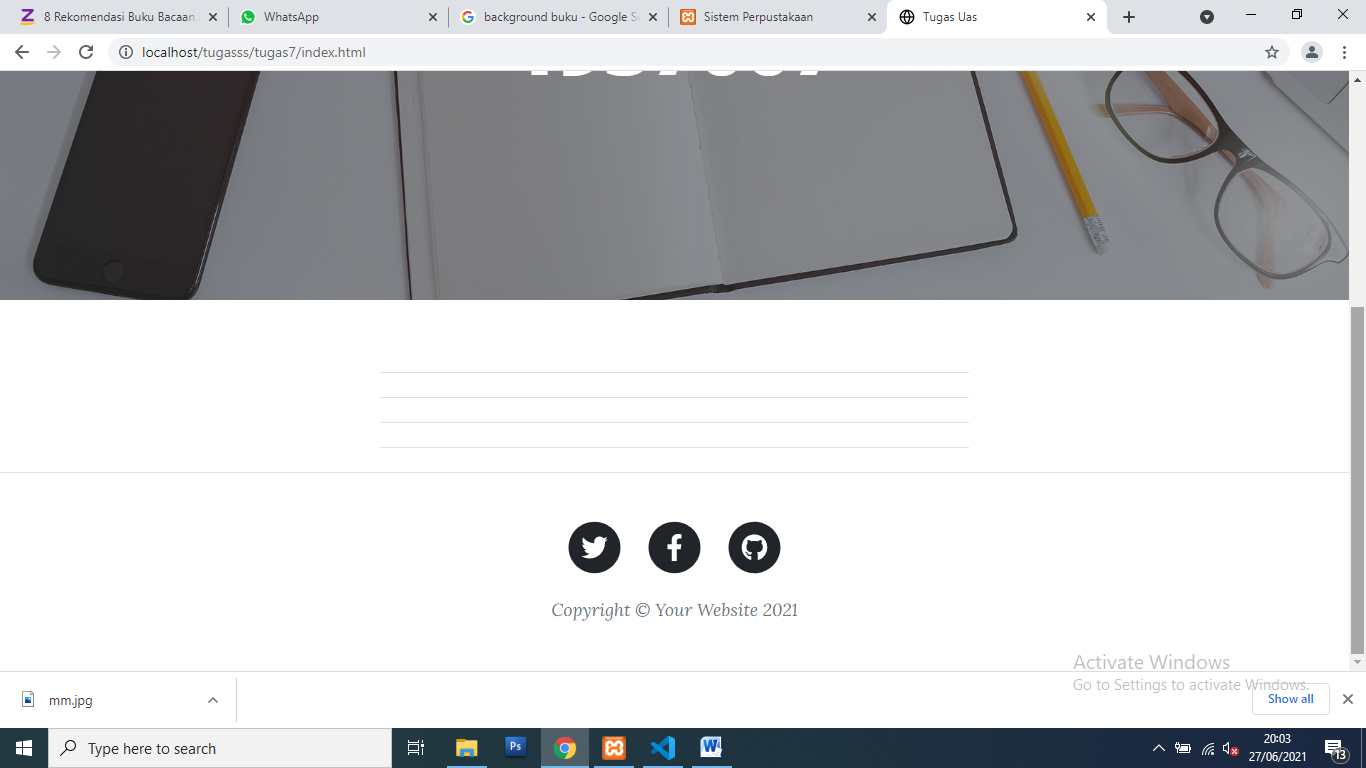 8 Rekomendasi Buku Bacaan
WhatsApp
background buku - Google Se
Sistem Perpustakaan
Tugas Uas
localhost/tugasss/tugas7/index.html
Copyright © Your Website 2021
Activate Windows
Go to Settings to activate Windows.
mm.jpg
Show all
Type here to search
Ps
20:03
27/06/2021
13